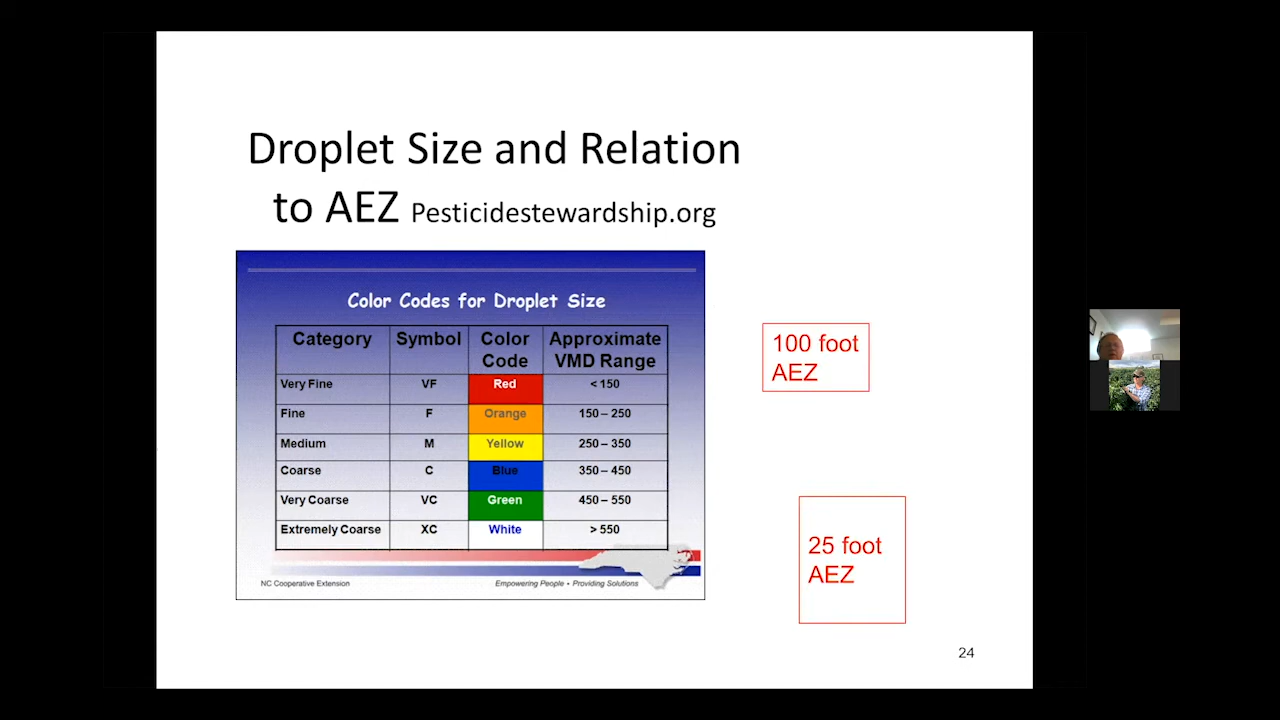 Droplet Size and Relation
to AEZ Pesticidestewardship.org
Color Codes for Droplet Size
Category Symbol Color Code Approximate VMD Range
Very Fine VF Red < 150
Fine F Orange 150 – 250
Medium M Yellow 250 – 350
Coarse C Blue 350 – 450
Very Coarse VC Green 450 – 550
Extremely Coarse XC White > 550
NC Cooperative Extension Empowering People • Providing Solutions
100 foot
AEZ
25 foot
AEZ
24